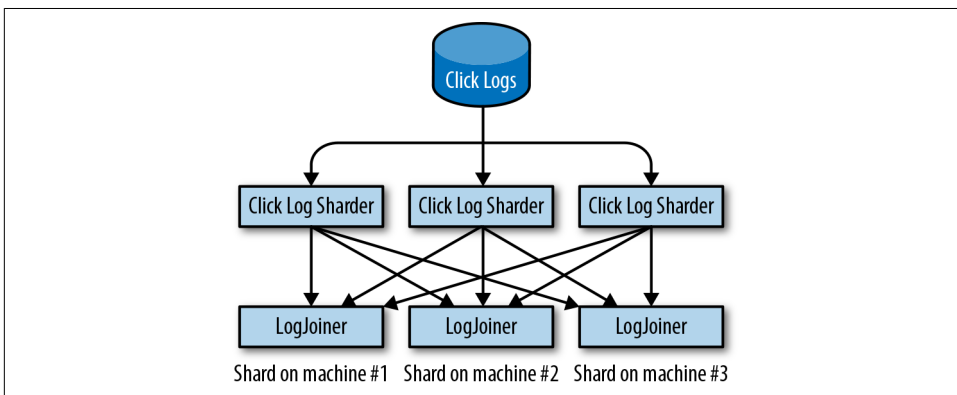 Click Logs
Click Log Sharder
Click Log Sharder
Click Log Sharder
LogJoiner
LogJoiner
LogJoiner
Shard on machine #1
Shard on machine #2
Shard on machine #3